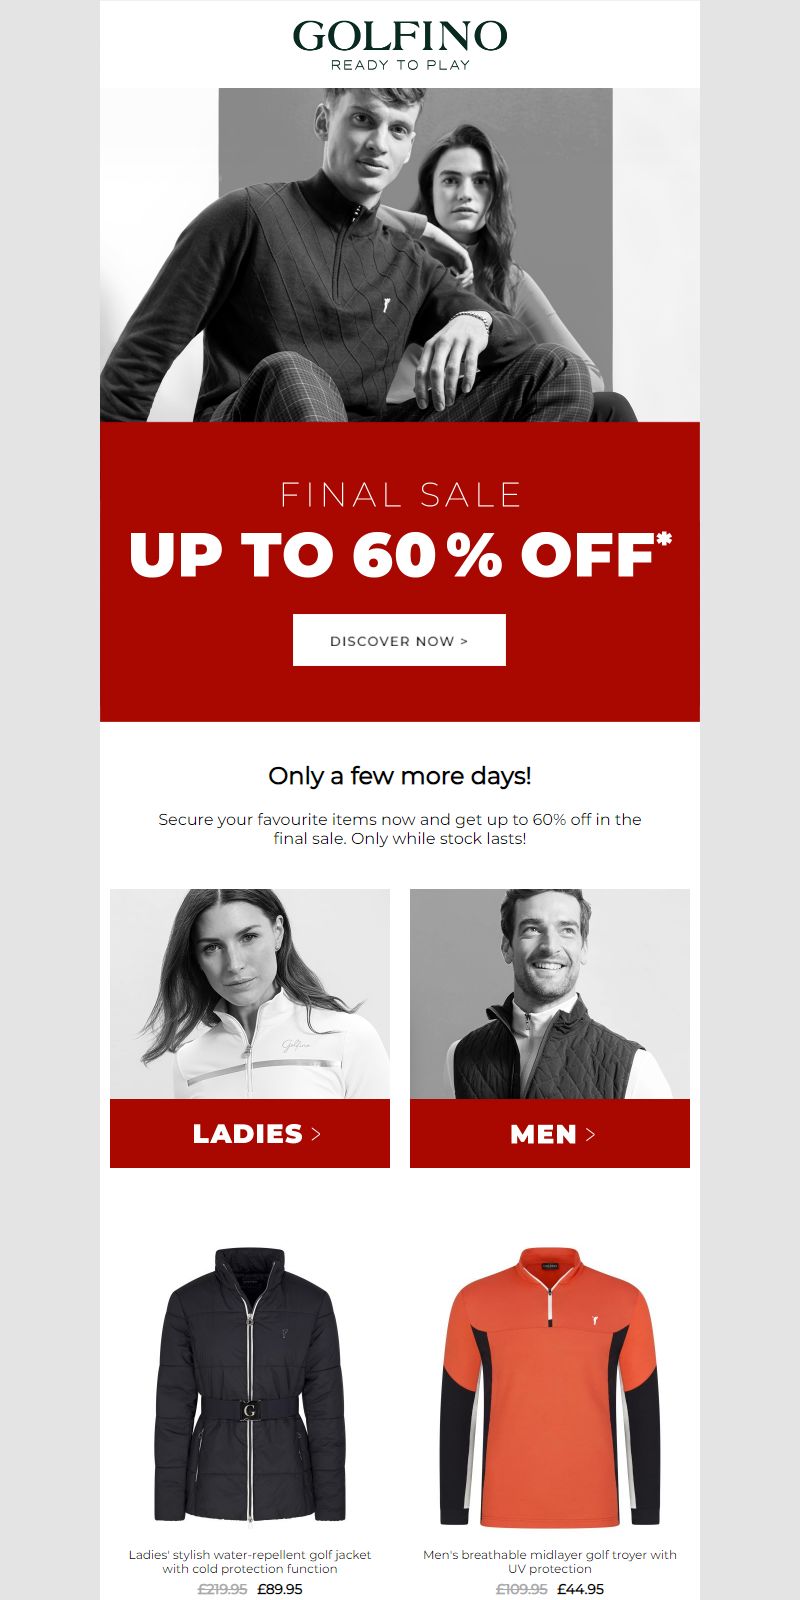 GOLFINO
READY TO PLAY
FINAL SALE
UP TO 60% OFF*
DISCOVER NOW >
Only a few more days!
Secure your favourite items now and get up to 60% off in the
final sale. Only while stock lasts!
Golfino
LADIES >
MEN >
G
Ladies' stylish water-repellent golf jacket
with cold protection function
£219.95 £89.95
Men's breathable midlayer golf troyer with
UV protection
£109.95 £44.95